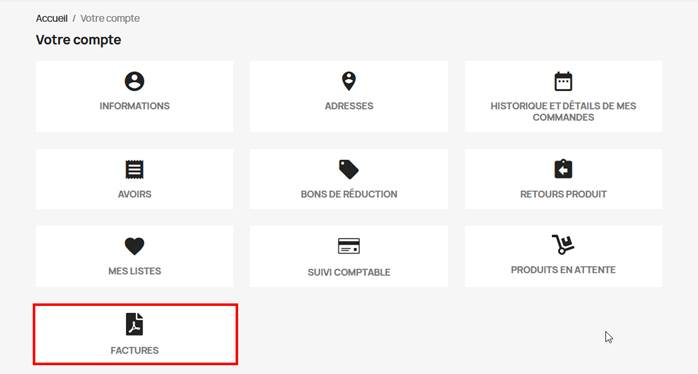 Accueil / Votre compte
Votre compte
INFORMATIONS
ADRESSES
HISTORIQUE ET DÉTAILS DE MES
COMMANDES
AVOIRS
BONS DE RÉDUCTION
RETOURS PRODUIT
MES LISTES
SUIVI COMPTABLE
PRODUITS EN ATTENTE
FACTURES